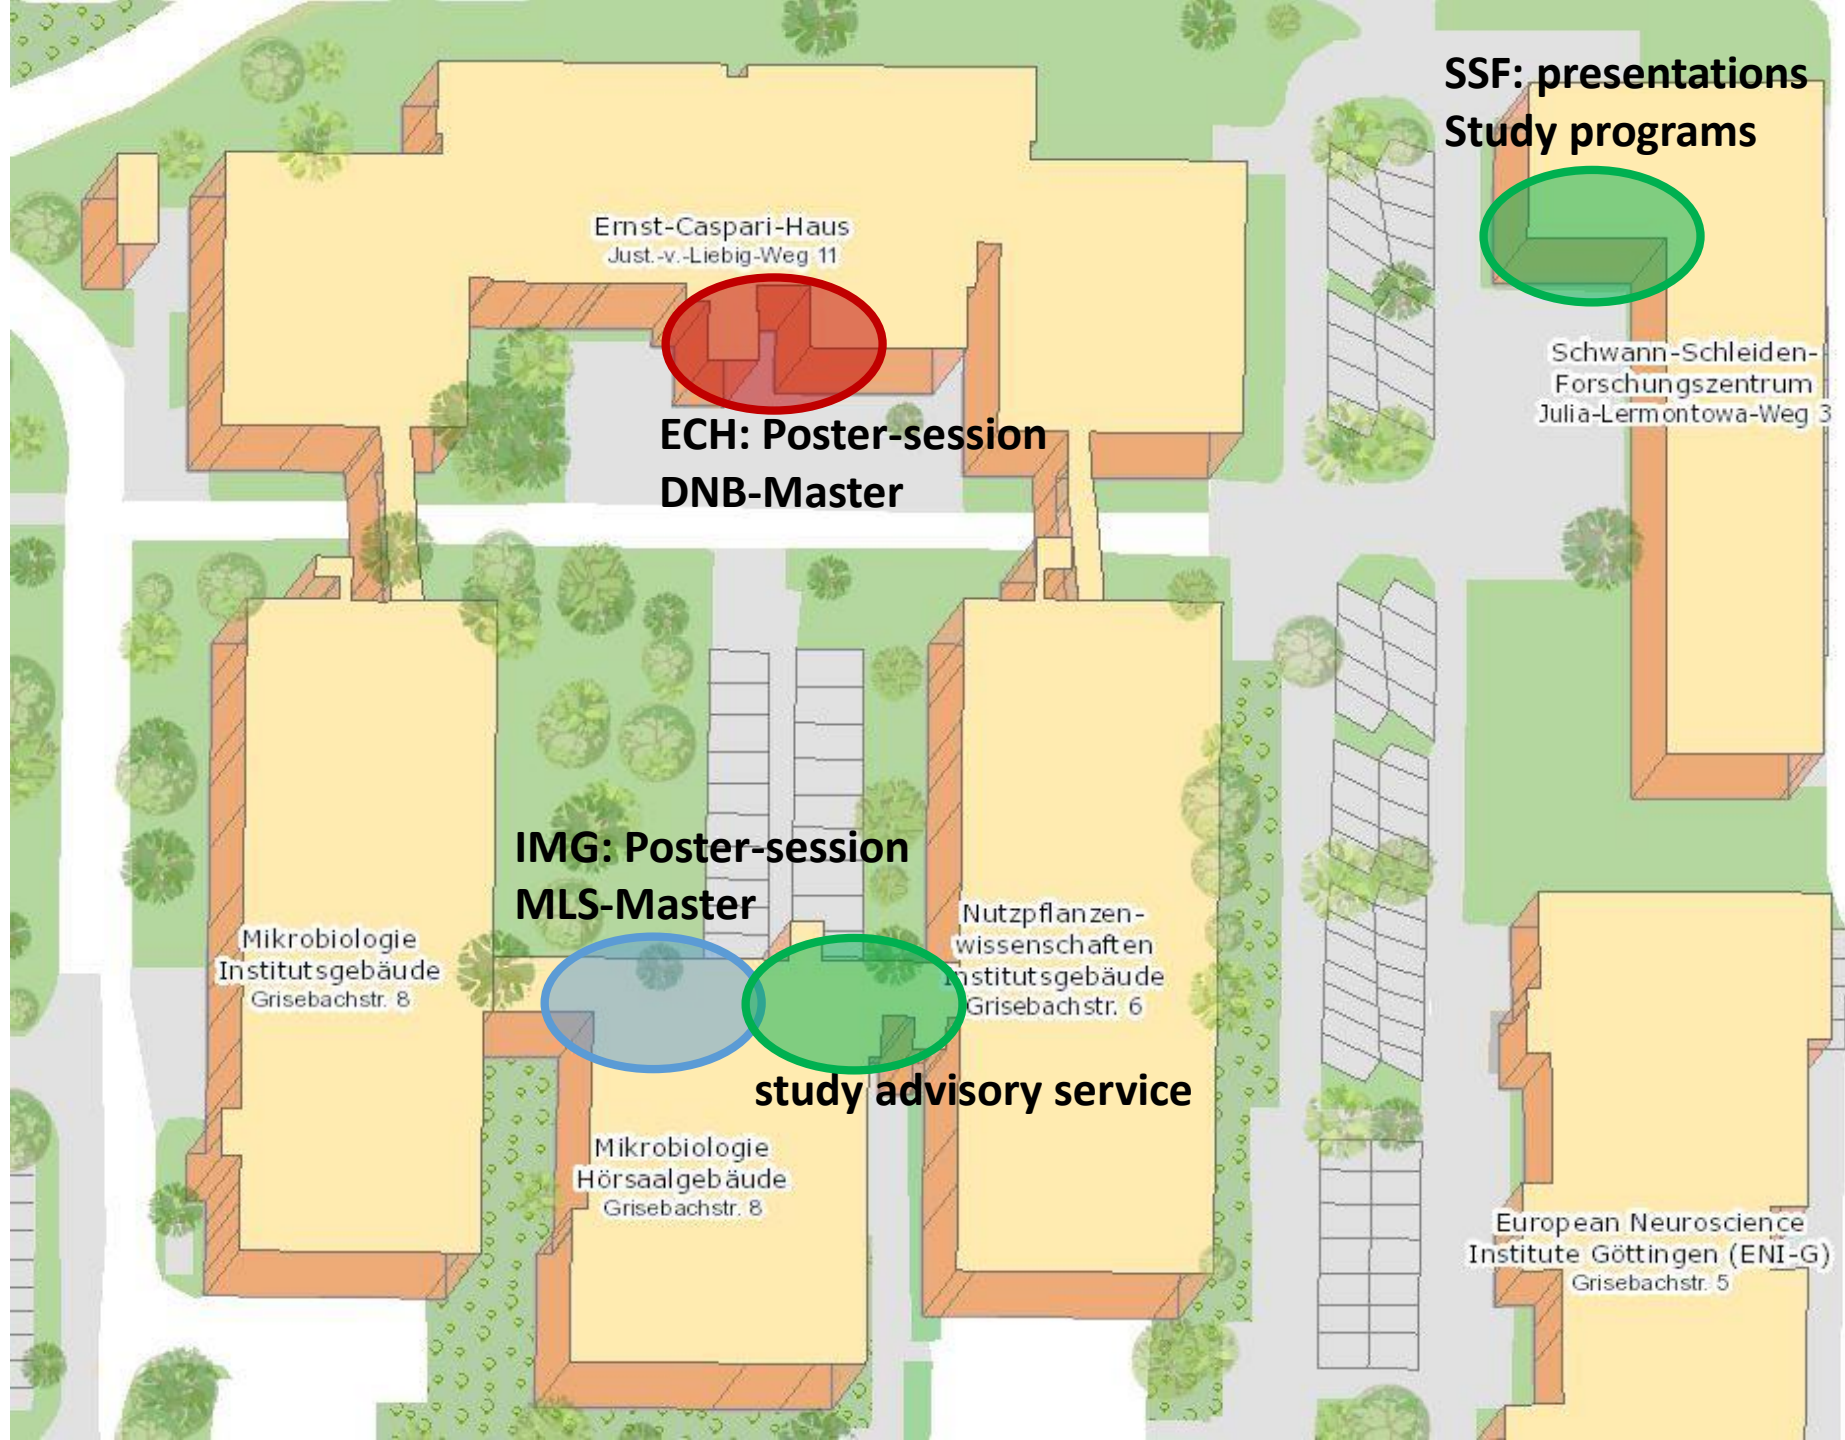 SSF: presentations
Study programs
Ernst-Caspari-Haus
Just.-v.-Liebig-Weg 11
Schwann-Schleiden-
Forschungszentrum
Julia-Lermontowa-Weg 3
ECH: Poster-session
DNB-Master
IMG: Poster-session
MLS-Master
Mikrobiologie
Institutsgebäude
Grisebachstr. 8
Nutzpflanzen-
wissenschaften
Institutsgebäude
Grisebachstr. 6
study advisory service
Mikrobiologie
Hörsaalgebäude
Grisebachstr. 8
European Neuroscience
Institute Göttingen (ENI-G)
Grisebachstr. 5